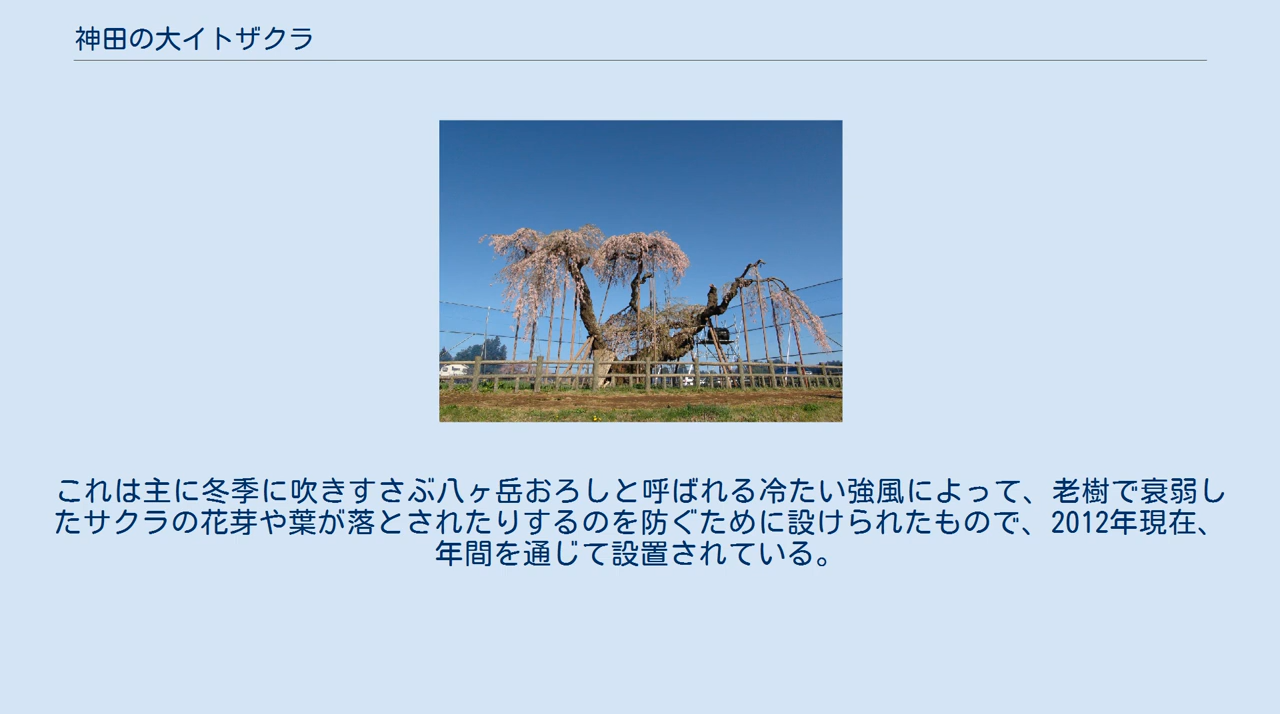 神田の大イトザクラ
これは主に冬季に吹きすさぶ八ヶ岳おろしと呼ばれる冷たい強風によって、老樹で衰弱し
たサクラの花芽や葉が落とされたりするのを防ぐために設けられたもので、2012年現在、
年間を通じて設置されている。